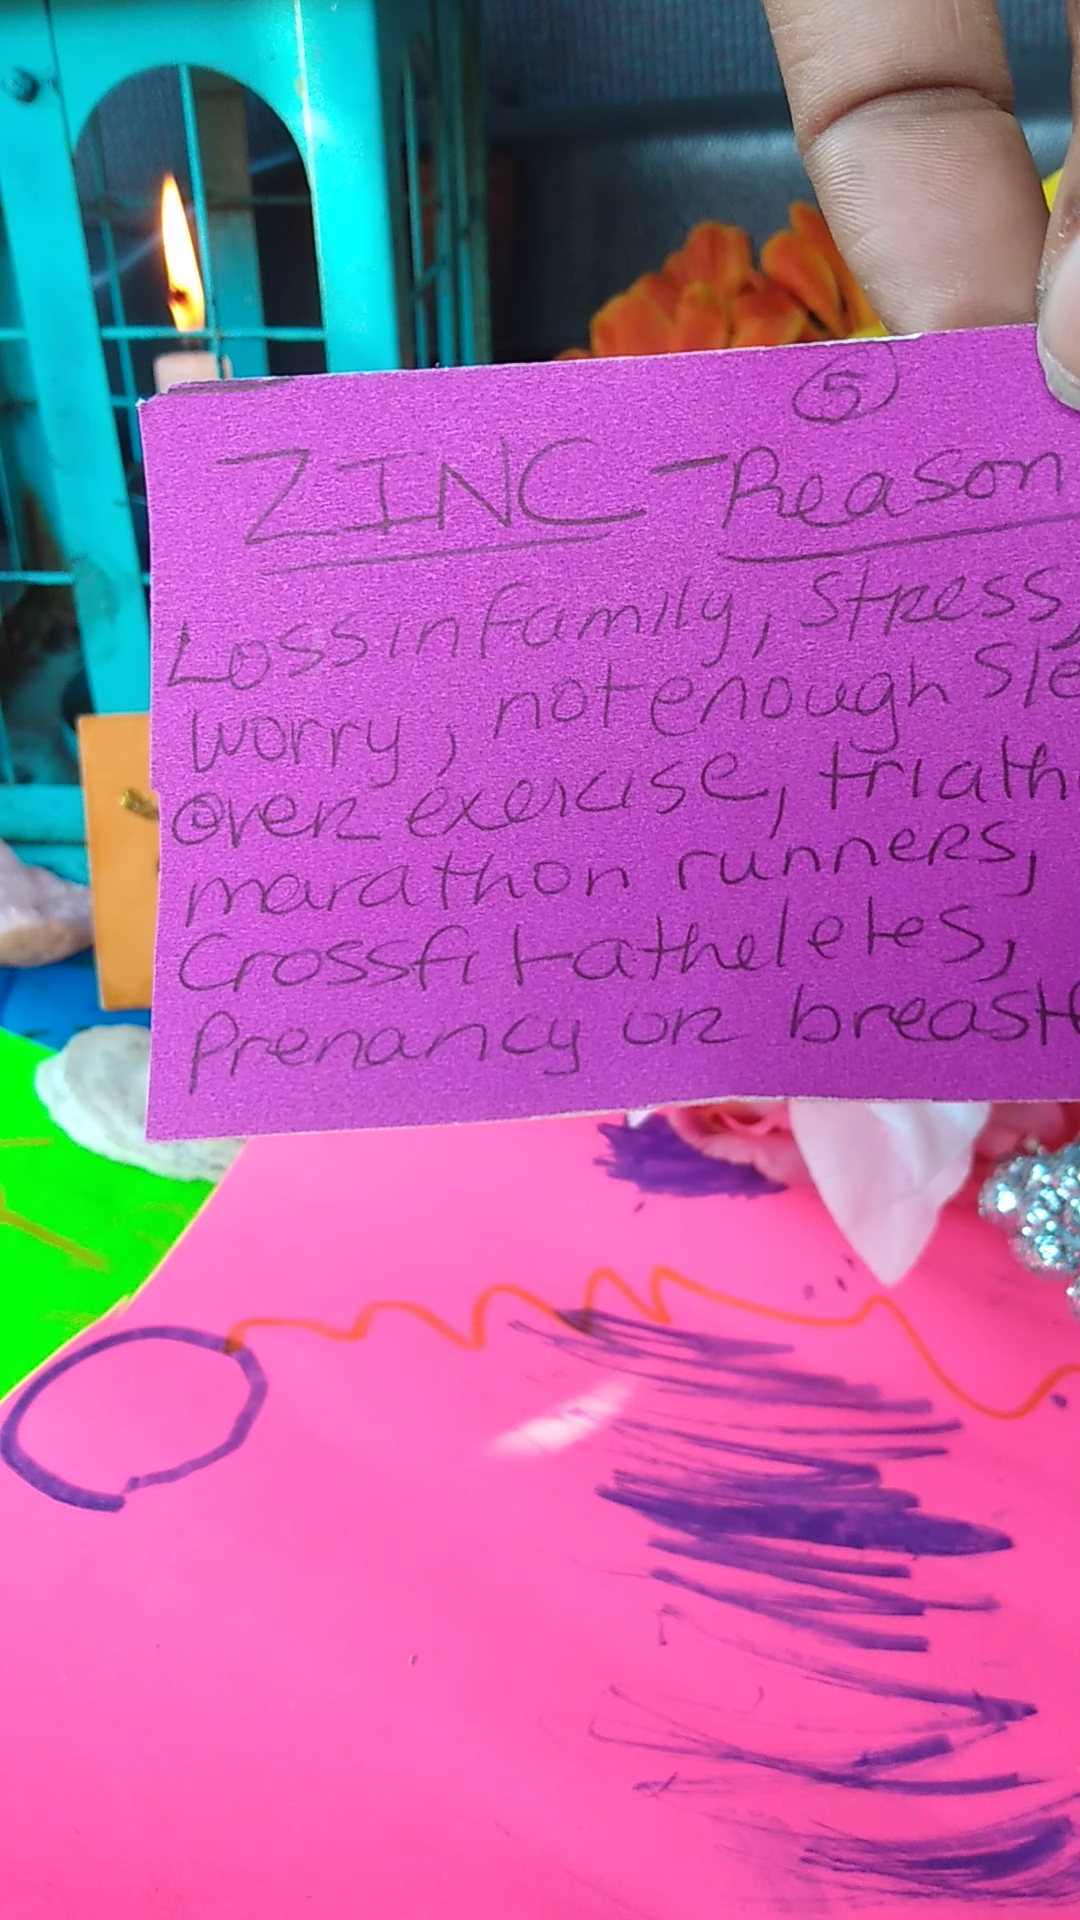 5
ZINC - Reason
Loss in family, stress,
worry, not enough Sle
over exercise, triath
marathon runners,
Crossfit atheletes,
Prenancy or breast